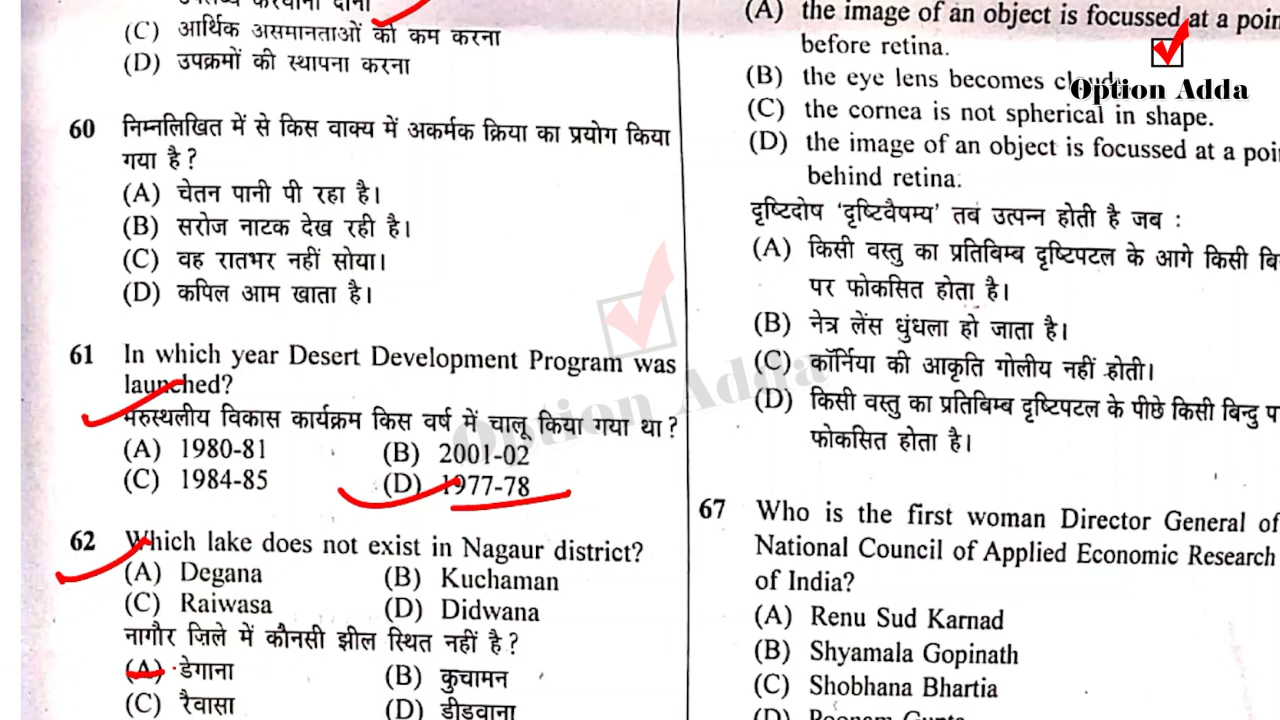 (C) आर्थिक असमानताओं को कम करना
(D) उपक्रमों की स्थापना करना
60 निम्नलिखित में से किस वाक्य में अकर्मक क्रिया का प्रयोग किया
गया है?
(A) चेतन पानी पी रहा है।
(B) सरोज नाटक देख रही है।
(C) वह रातभर नहीं सोया।
(D) कपिल आम खाता है।
61 In which year Desert Development Program was
launched?
मरुस्थलीय विकास कार्यक्रम किस वर्ष में चालू किया गया था?
(A) 1980-81 (B) 2001-02
(C) 1984-85 (D) 1977-78
62 Which lake does not exist in Nagaur district?
(A) Degana (B) Kuchaman
(C) Raiwasa (D) Didwana
नागौर ज़िले में कौनसी झील स्थित नहीं है?
(A) डेगाना (B) कुचामन
(C) रैवासा (D) डीडवाना
(A) the image of an object is focussed at a
before retina.
(B) the eye lens becomes
Option Adda
(C) the cornea is not spherical in shape.
(D) the image of an object is focussed at a
behind retina.
दृष्टिदोष 'दृष्टिवैषम्य' तब उत्पन्न होती है जब :
(A) किसी वस्तु का प्रतिबिम्ब दृष्टिपटल के आगे किसी
पर फोकसित होता है।
(B) नेत्र लेंस धुंधला हो जाता है।
(C) कॉर्निया की आकृति गोलीय नहीं होती।
(D) किसी वस्तु का प्रतिबिम्ब दृष्टिपटल के पीछे किसी बिन्दु
फोकसित होता है।
67 Who is the first woman Director General of
National Council of Applied Economic Research
of India?
(A) Renu Sud Karnad
(B) Shyamala Gopinath
(C) Shobhana Bhartia
Option Adda